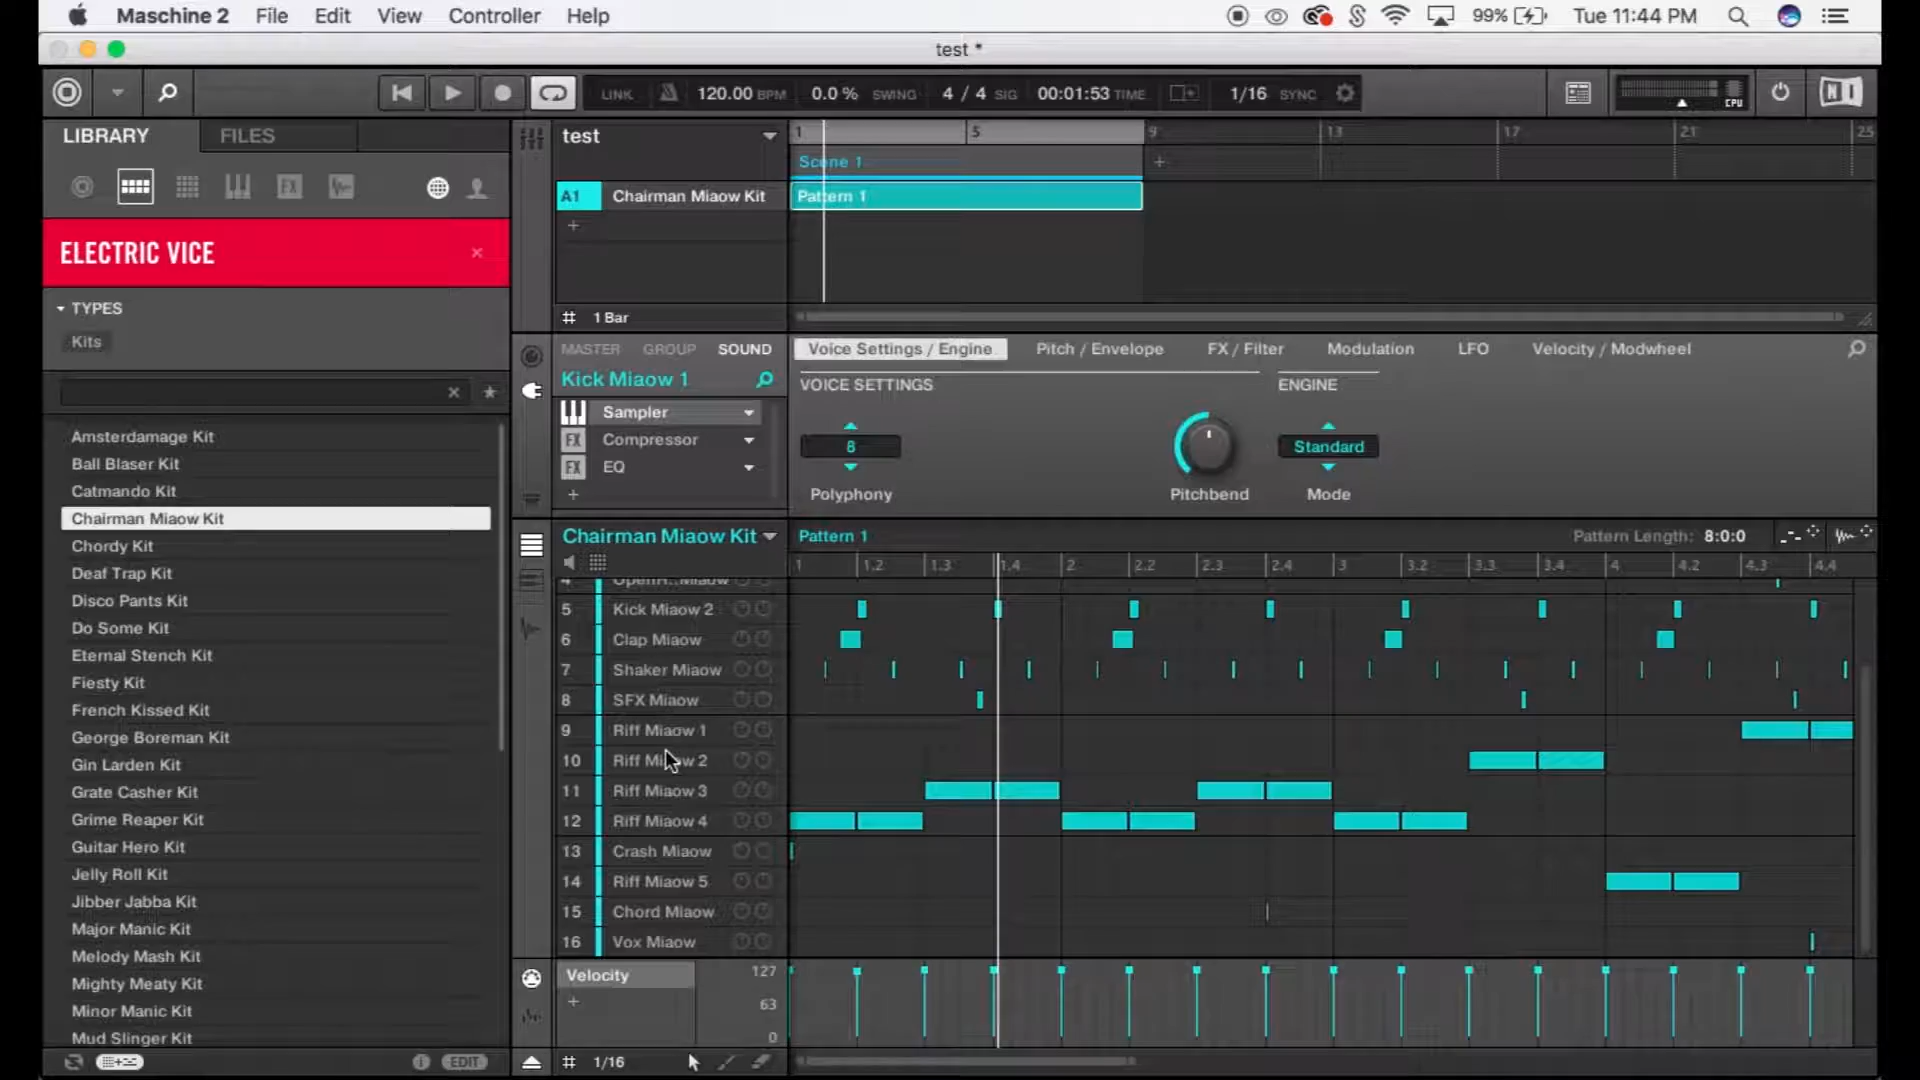 Maschine 2 File Edit View Controller Help 99% Tue 11:44 PM
test *
LINK 120.00 BPM 0.0 % SWING 4 / 4 SIG 00:01:53 TIME 1/16 SYNC CPU
LIBRARY FILES
test 1 5 9 13 17 21 25
Scene 1 +
FX
A1 Chairman Miaow Kit Pattern 1
+
ELECTRIC VICE ×
TYPES
Kits
# 1 Bar
MASTER GROUP SOUND Voice Settings / Engine Pitch / Envelope FX / Filter Modulation LFO Velocity / Modwheel
Kick Miaow 1
VOICE SETTINGS ENGINE
Sampler
FX Compressor
FX EQ
+
8 Standard
Polyphony Pitchbend Mode
Amsterdamage Kit
Ball Blaser Kit
Catmando Kit
Chairman Miaow Kit
Chordy Kit
Deaf Trap Kit
Disco Pants Kit
Do Some Kit
Eternal Stench Kit
Fiesty Kit
French Kissed Kit
George Boreman Kit
Gin Larden Kit
Grate Casher Kit
Grime Reaper Kit
Guitar Hero Kit
Jelly Roll Kit
Jibber Jabba Kit
Major Manic Kit
Melody Mash Kit
Mighty Meaty Kit
Minor Manic Kit
Mud Slinger Kit
EDIT
Chairman Miaow Kit Pattern 1 Pattern Length: 8:0:0
1 1.2 1.3 1.4 2 2.2 2.3 2.4 3 3.2 3.3 3.4 4 4.2 4.3 4.4
4 OpenH...Miaow
5 Kick Miaow 2
6 Clap Miaow
7 Shaker Miaow
8 SFX Miaow
9 Riff Miaow 1
10 Riff Miaow 2
11 Riff Miaow 3
12 Riff Miaow 4
13 Crash Miaow
14 Riff Miaow 5
15 Chord Miaow
16 Vox Miaow
Velocity 127
+ 63
0
# 1/16